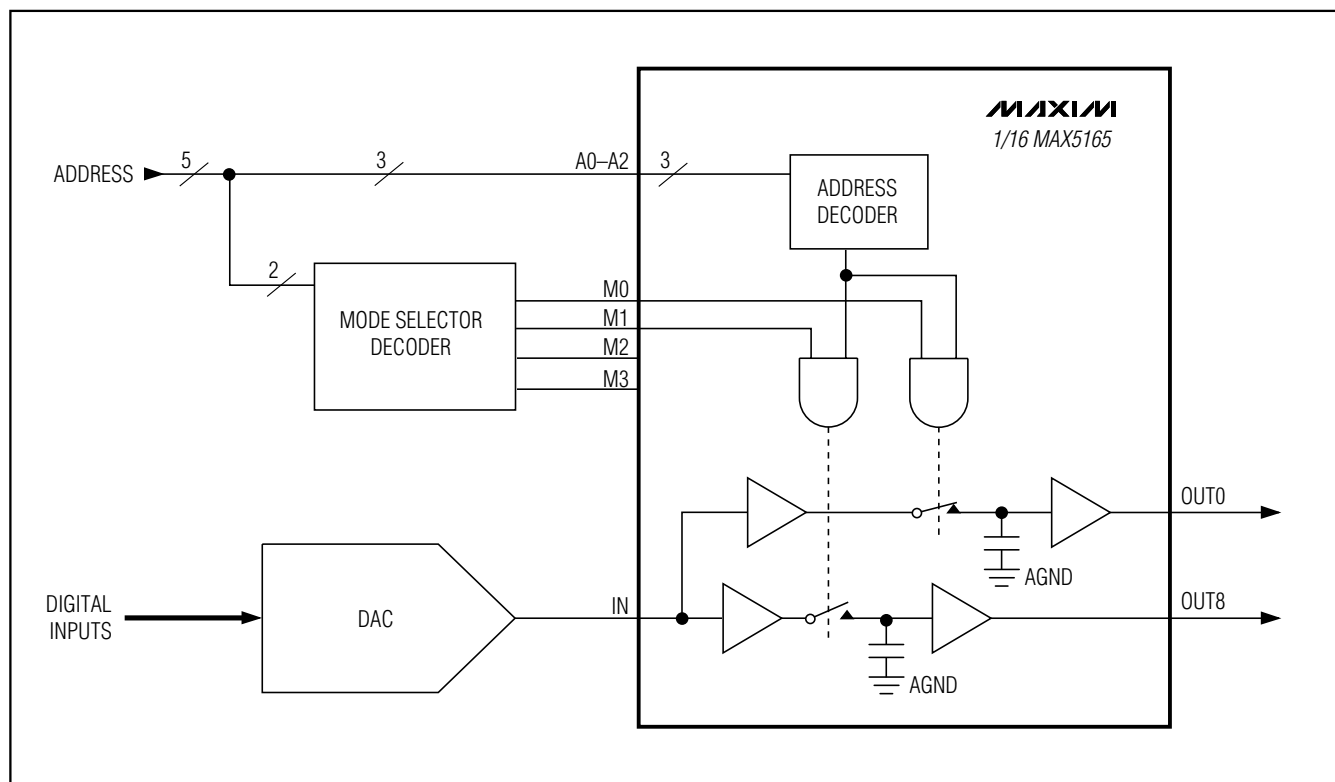 MAXIM
1/16 MAX5165
ADDRESS
5
3
A0–A2
3
ADDRESS
DECODER
2
MODE SELECTOR
DECODER
M0
M1
M2
M3
OUT0
AGND
DIGITAL
INPUTS
DAC
IN
OUT8
AGND